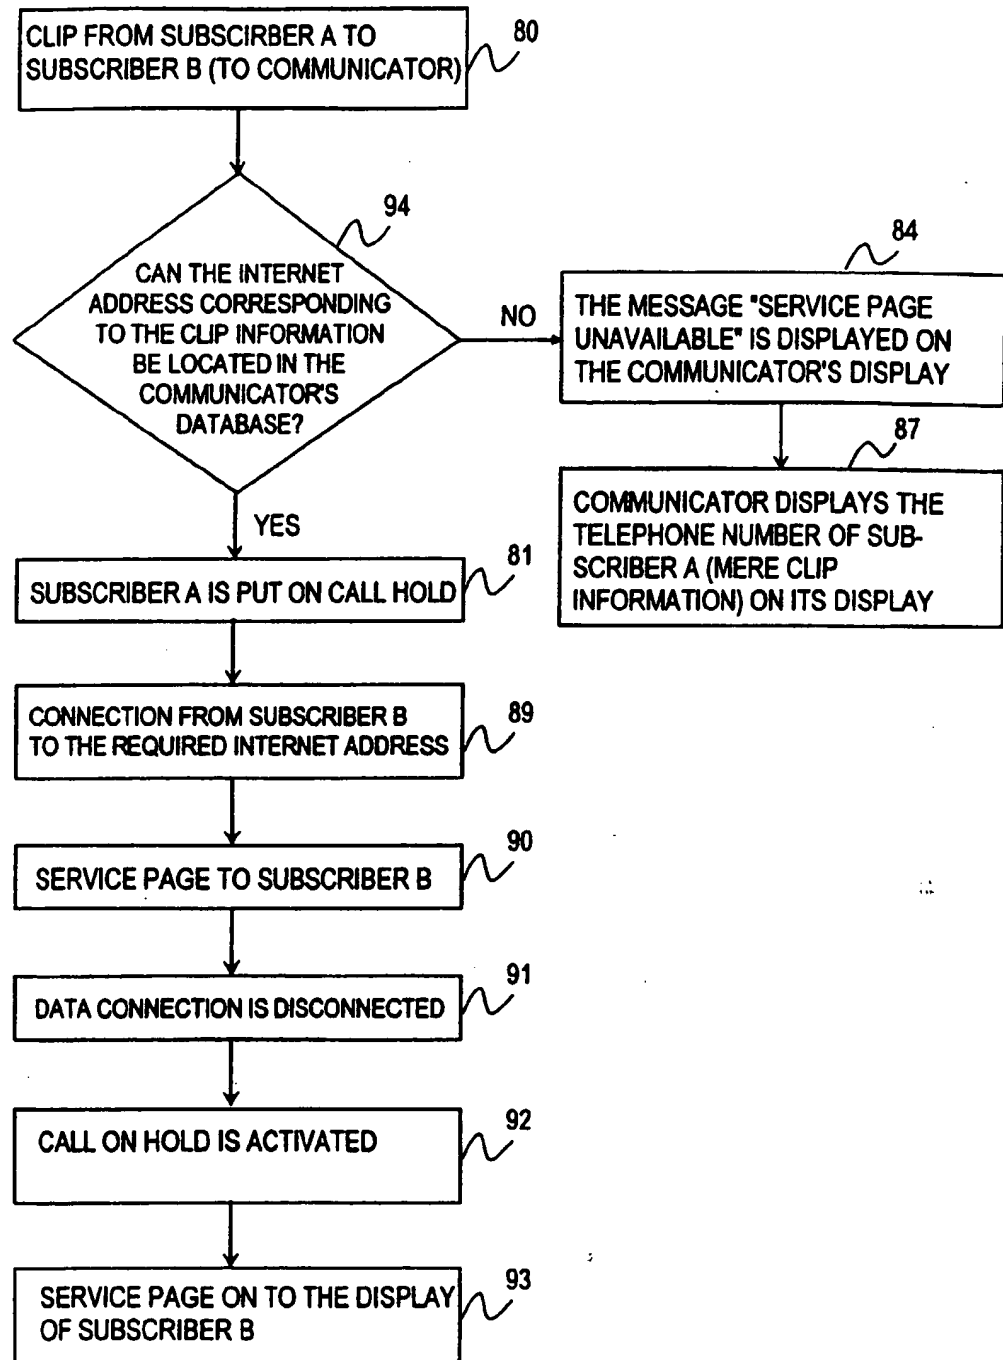 CLIP FROM SUBSCIRBER A TO
SUBSCRIBER B (TO COMMUNICATOR)
80
94
CAN THE INTERNET
ADDRESS CORRESPONDING
TO THE CLIP INFORMATION
BE LOCATED IN THE
COMMUNICATOR'S
DATABASE?
NO
84
THE MESSAGE "SERVICE PAGE
UNAVAILABLE" IS DISPLAYED ON
THE COMMUNICATOR'S DISPLAY
87
COMMUNICATOR DISPLAYS THE
TELEPHONE NUMBER OF SUB-
SCRIBER A (MERE CLIP
INFORMATION) ON ITS DISPLAY
YES
81
SUBSCRIBER A IS PUT ON CALL HOLD
CONNECTION FROM SUBSCRIBER B
TO THE REQUIRED INTERNET ADDRESS
89
90
SERVICE PAGE TO SUBSCRIBER B
91
DATA CONNECTION IS DISCONNECTED
92
CALL ON HOLD IS ACTIVATED
93
SERVICE PAGE ON TO THE DISPLAY
OF SUBSCRIBER B